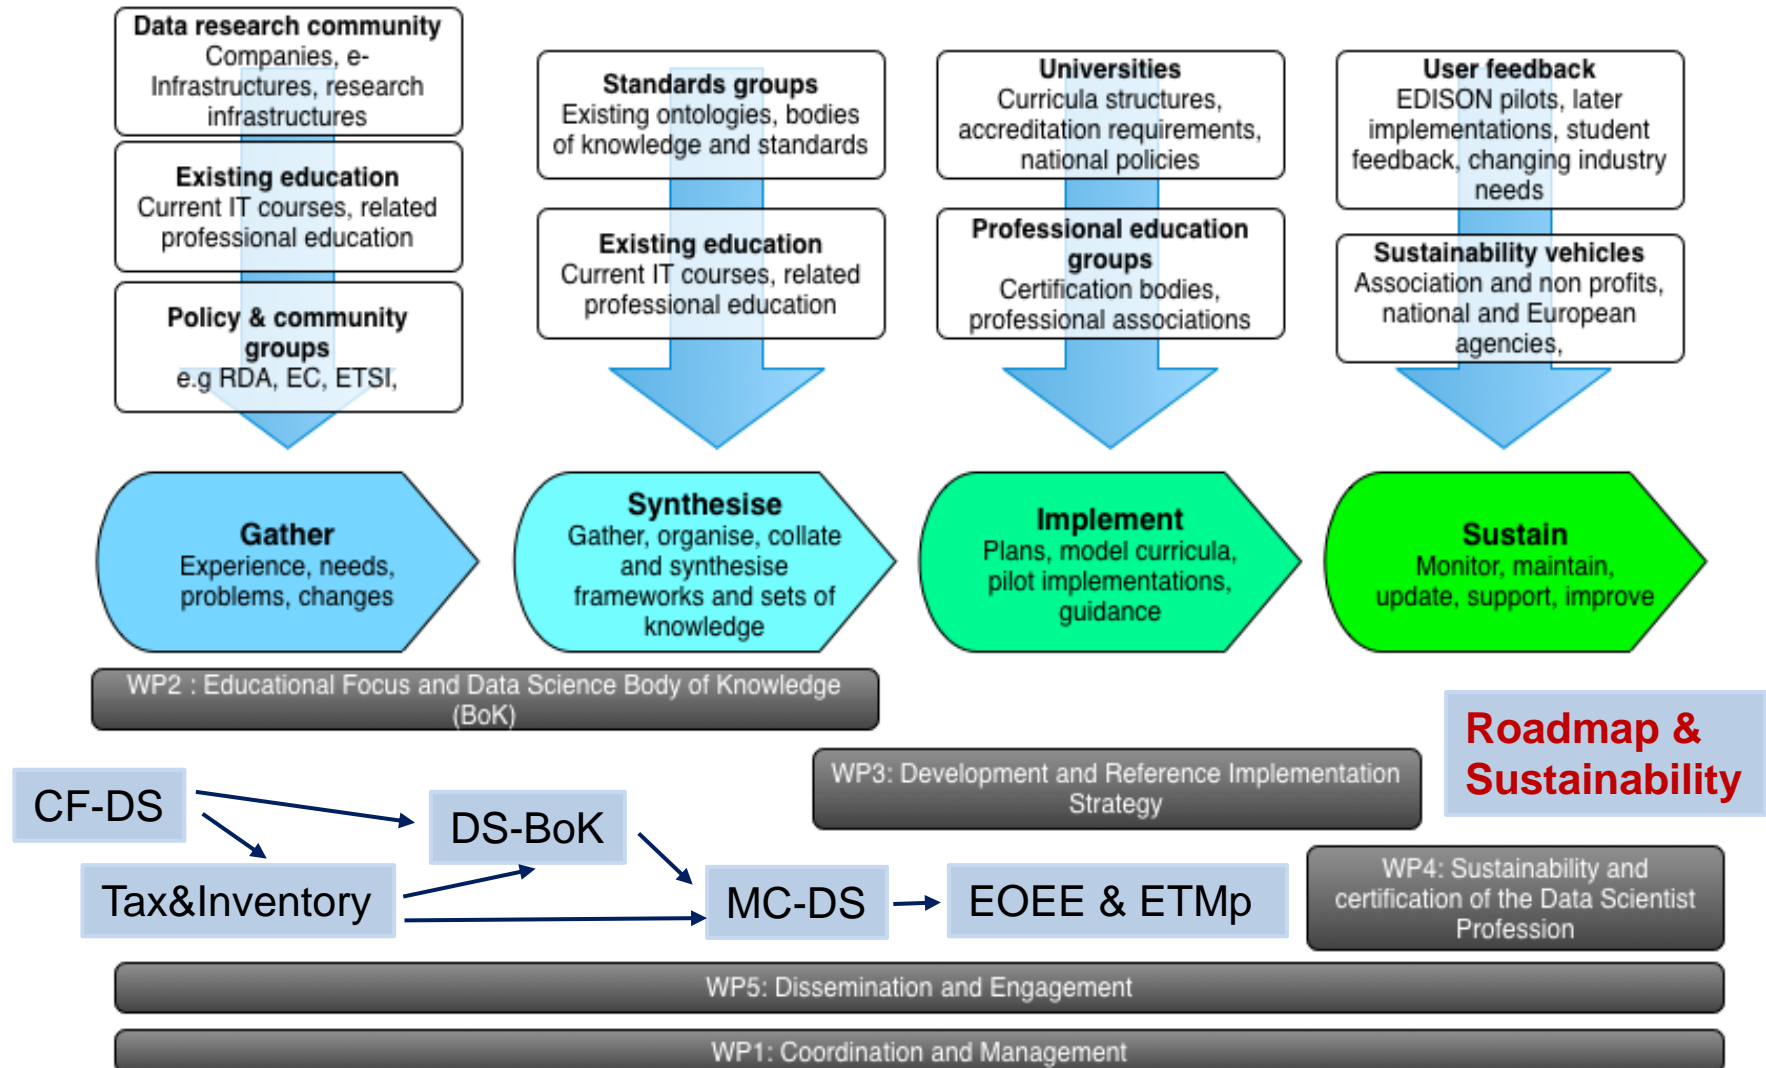 Data research community
Companies, e-
Infrastructures, research
infrastructures
Existing education
Current IT courses, related
professional education
Policy & community
groups
e.g RDA, EC, ETSI,
Standards groups
Existing ontologies, bodies
of knowledge and standards
Existing education
Current IT courses, related
professional education
Universities
Curricula structures,
accreditation requirements,
national policies
Professional education
groups
Certification bodies,
professional associations
User feedback
EDISON pilots, later
implementations, student
feedback, changing industry
needs
Sustainability vehicles
Association and non profits,
national and European
agencies,
Gather
Experience, needs,
problems, changes
Synthesise
Gather, organise, collate
and synthesise
frameworks and sets of
knowledge
Implement
Plans, model curricula,
pilot implementations,
guidance
Sustain
Monitor, maintain,
update, support, improve
WP2 : Educational Focus and Data Science Body of Knowledge
(BoK)
Roadmap &
Sustainability
WP3: Development and Reference Implementation
Strategy
CF-DS
DS-BoK
Tax&Inventory
MC-DS
EOEE & ETMp
WP4: Sustainability and
certification of the Data Scientist
Profession
WP5: Dissemination and Engagement
WP1: Coordination and Management